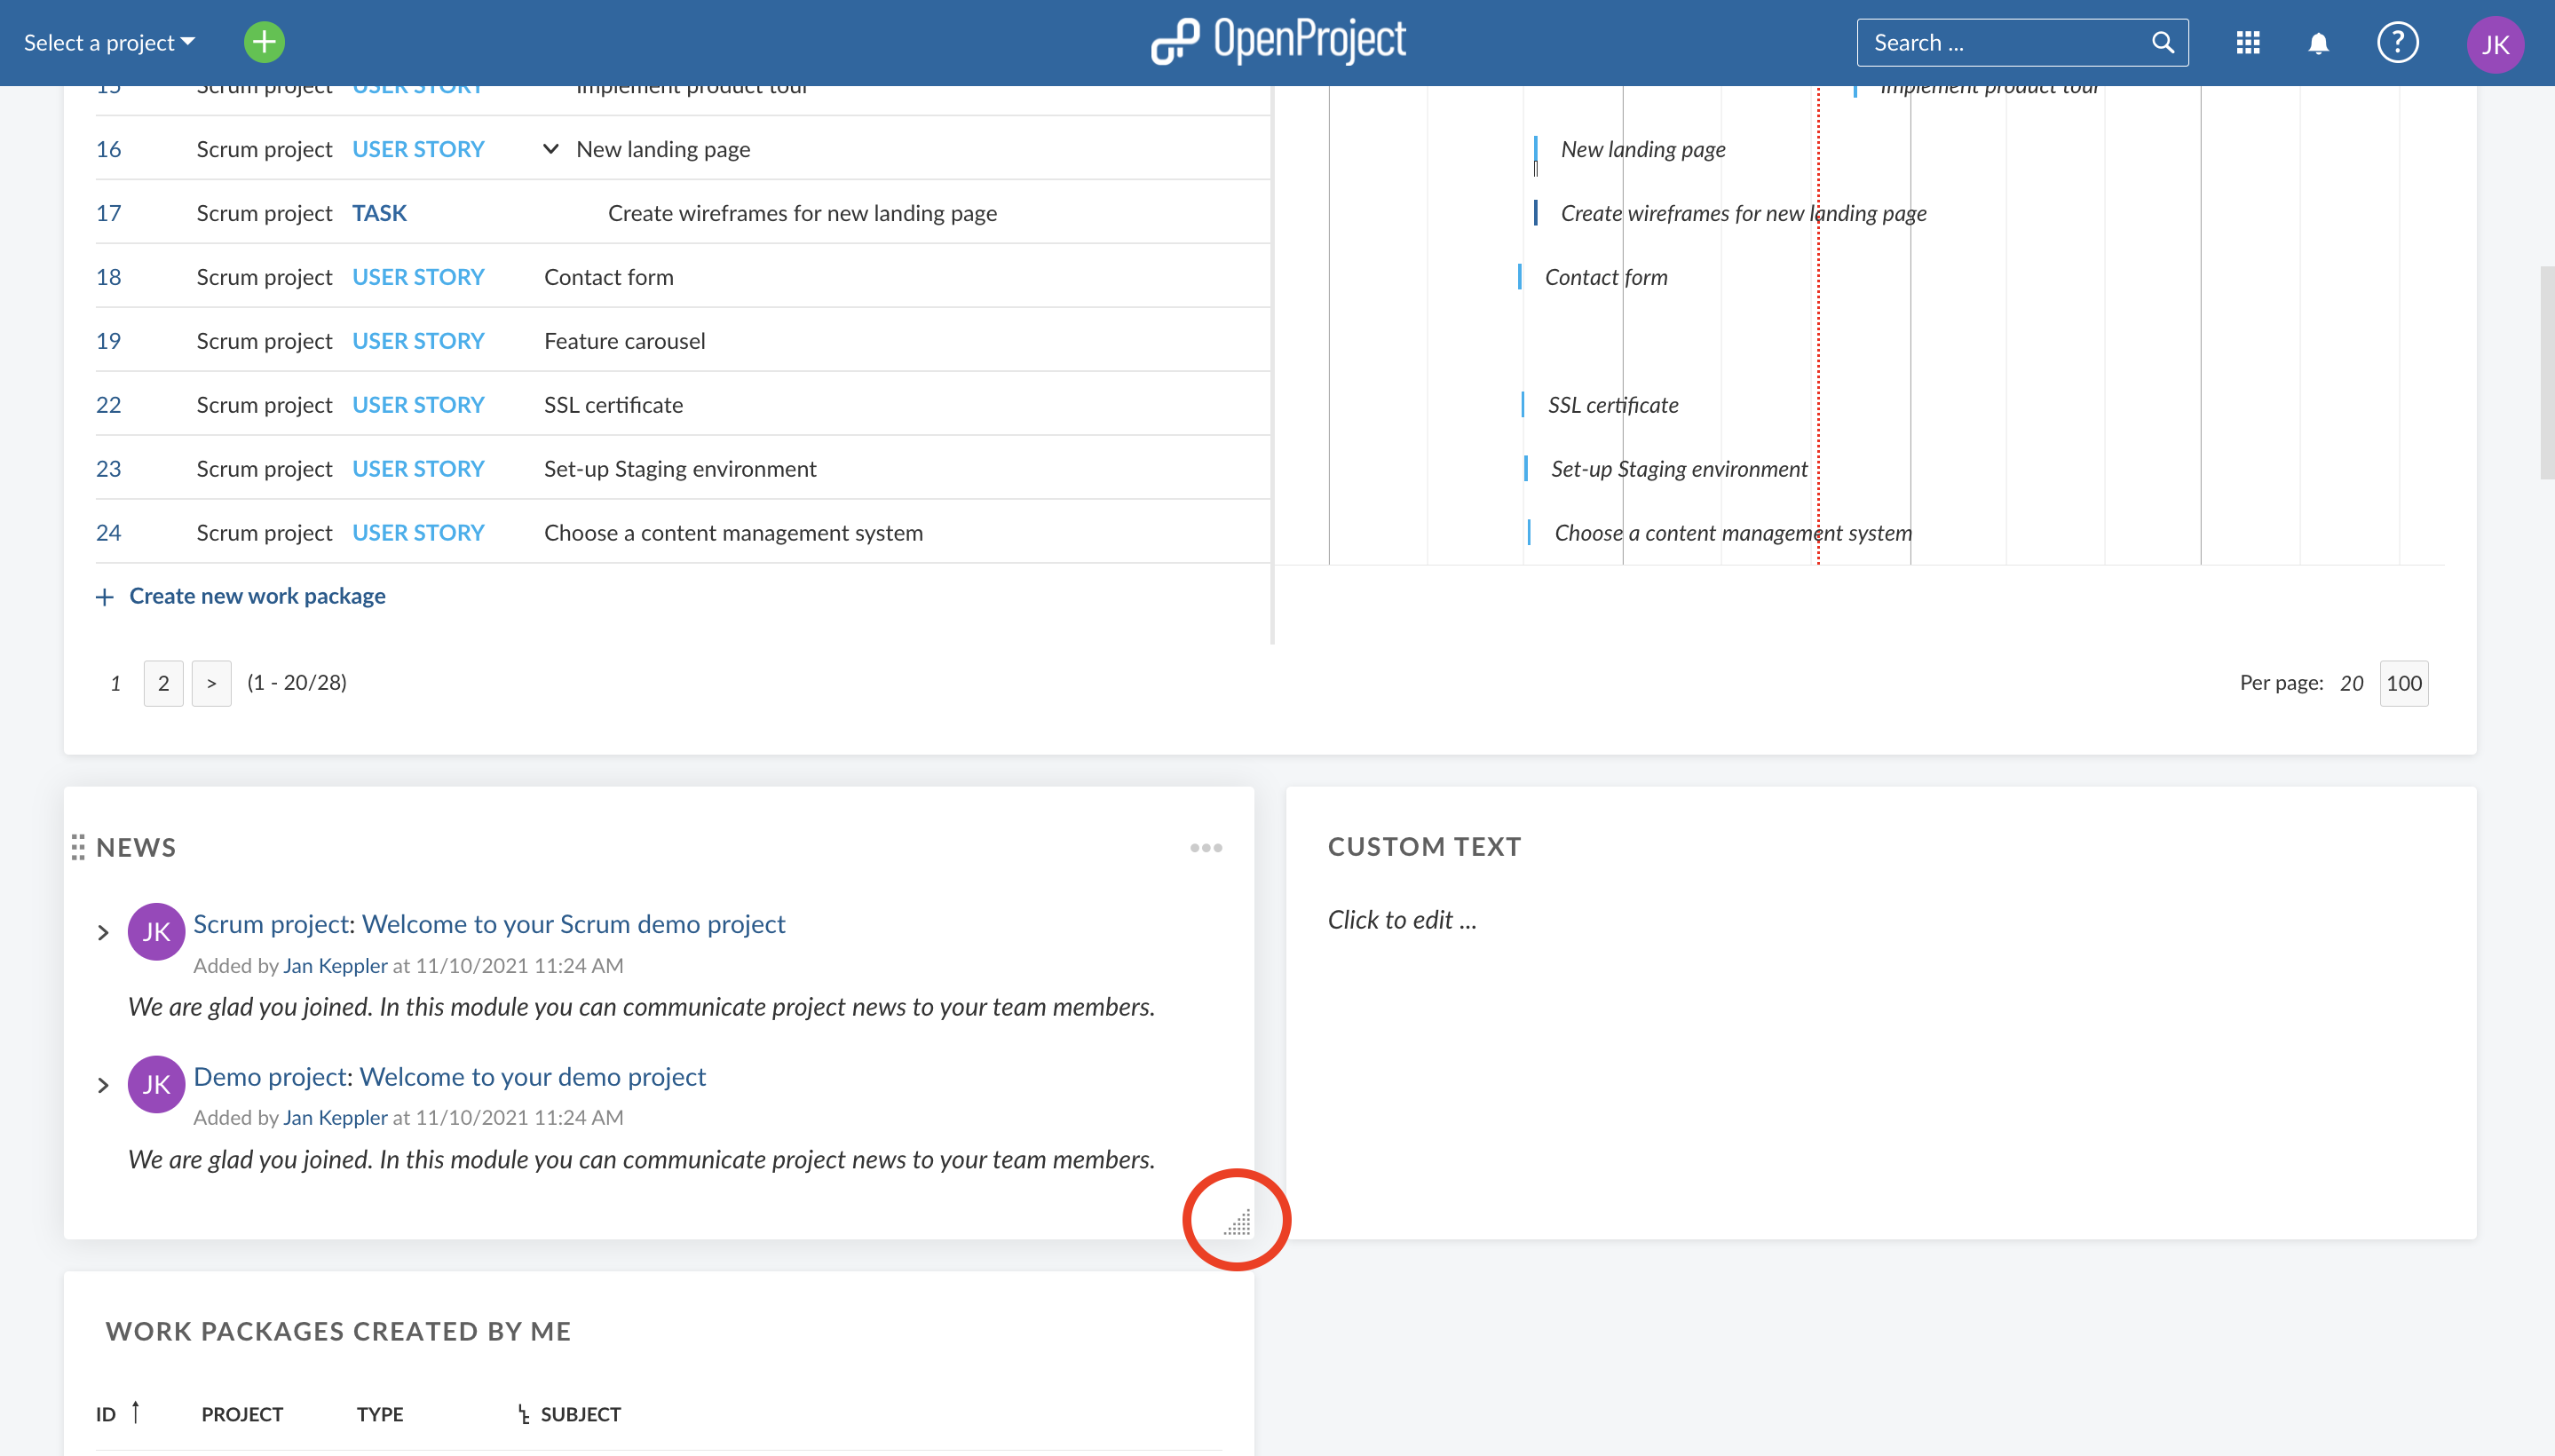 Select a project
OpenProject
Search ...
?
JK
15 Scrum project USER STORY Implement product tour
Implement product tour
16 Scrum project USER STORY New landing page
New landing page
17 Scrum project TASK Create wireframes for new landing page
Create wireframes for new landing page
18 Scrum project USER STORY Contact form
Contact form
19 Scrum project USER STORY Feature carousel
22 Scrum project USER STORY SSL certificate
SSL certificate
23 Scrum project USER STORY Set-up Staging environment
Set-up Staging environment
24 Scrum project USER STORY Choose a content management system
Choose a content management system
+ Create new work package
1 2 > (1 - 20/28)
Per page: 20 100
NEWS
JK
Scrum project: Welcome to your Scrum demo project
Added by Jan Keppler at 11/10/2021 11:24 AM
We are glad you joined. In this module you can communicate project news to your team members.
JK
Demo project: Welcome to your demo project
Added by Jan Keppler at 11/10/2021 11:24 AM
We are glad you joined. In this module you can communicate project news to your team members.
CUSTOM TEXT
Click to edit ...
WORK PACKAGES CREATED BY ME
ID PROJECT TYPE SUBJECT